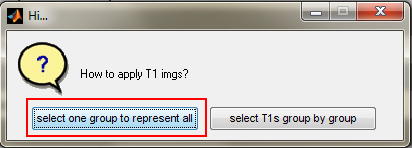 Hi...
?
How to apply T1 imgs?
select one group to represent all
select T1s group by group